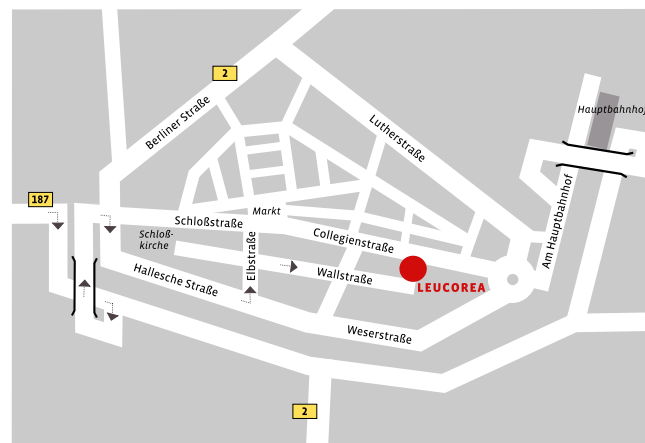 2
Berliner Straße
Lutherstraße
Hauptbahnhof
187
Schloßstraße
Markt
Schloß-
kirche
Collegienstraße
Am Hauptbahnhof
Elbstraße
Wallstraße
Hallesche Straße
LEUCOREA
Weserstraße
2